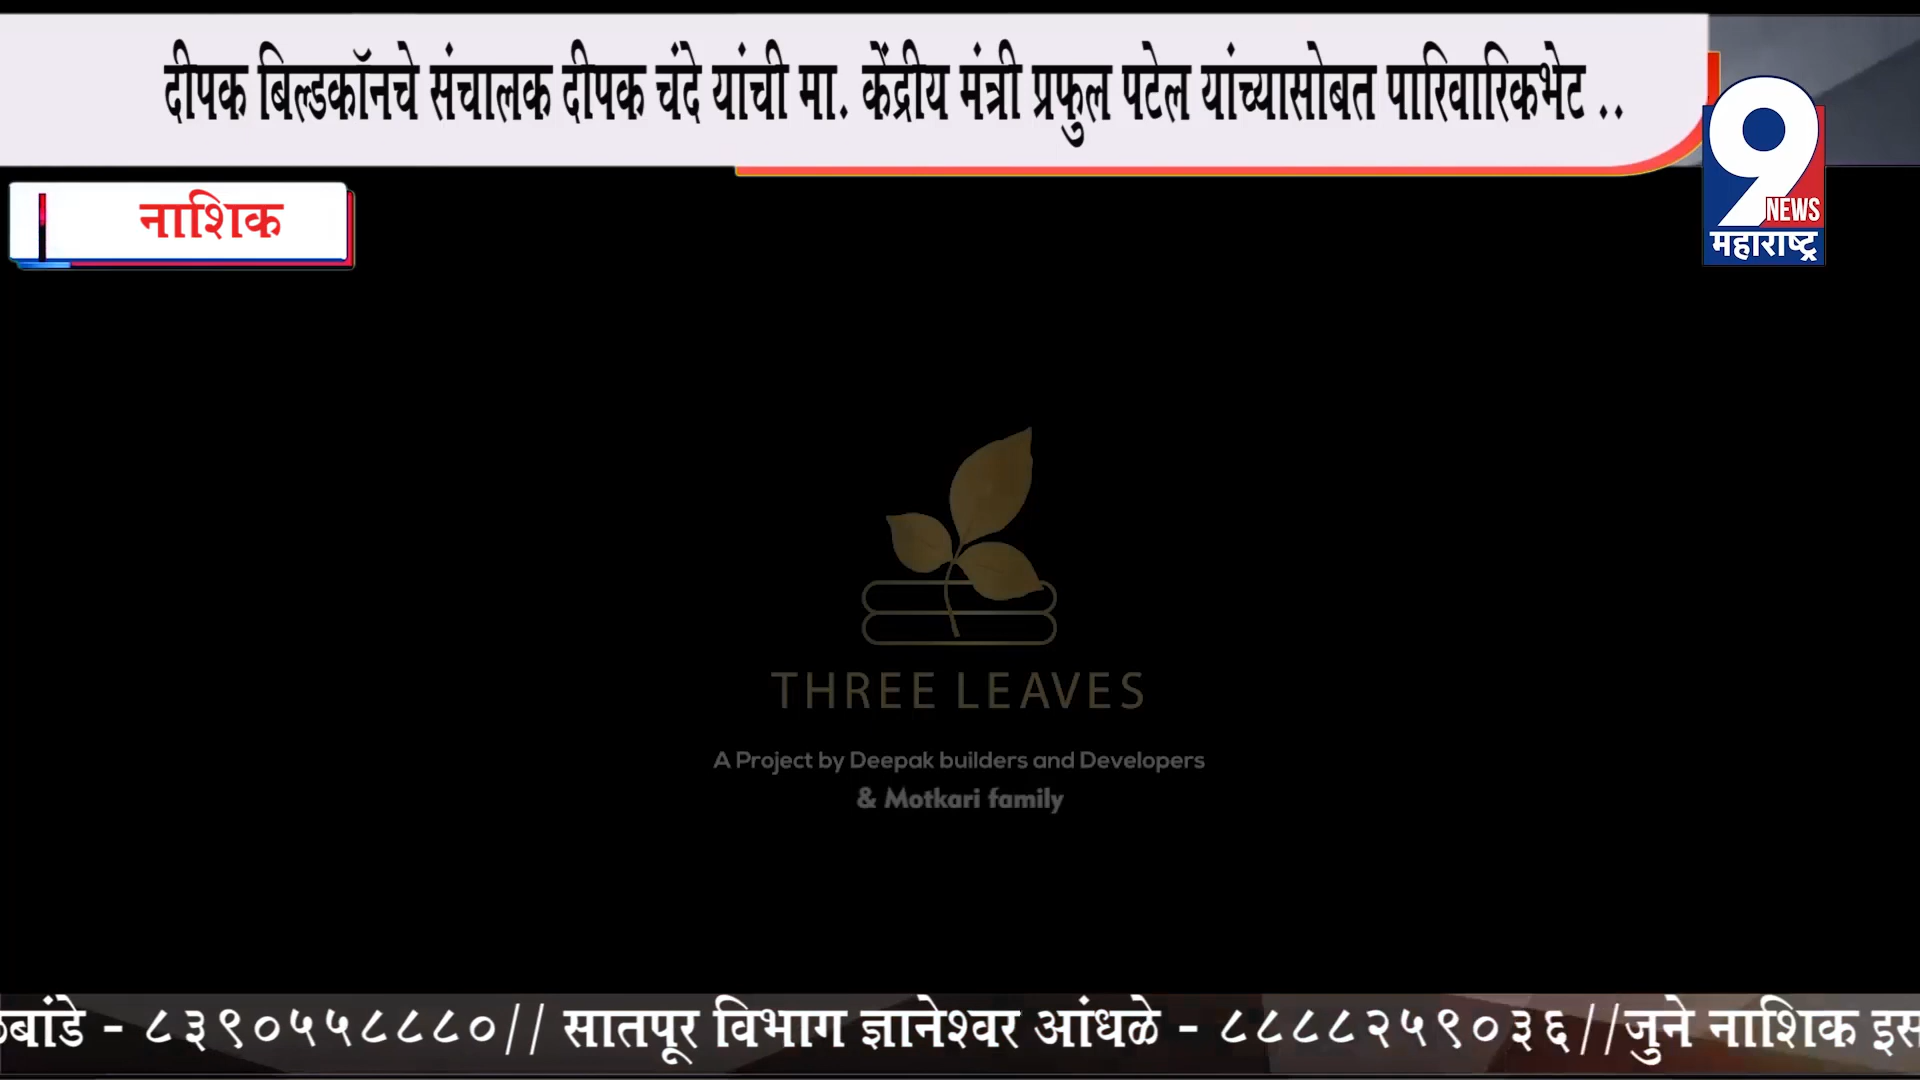 दीपक बिल्डकॉनचे संचालक दीपक चंदे यांची मा. केंद्रीय मंत्री प्रफुल पटेल यांच्यासोबत पारिवारिकभेट ..
नाशिक
9
NEWS
महाराष्ट्र
THREE LEAVES
A Project by Deepak builders and Developers
& Motkari family
बांडे - ८३९०५५८८८०// सातपूर विभाग ज्ञानेश्वर आंधळे - ८८८८२५९०३६//जुने नाशिक इस